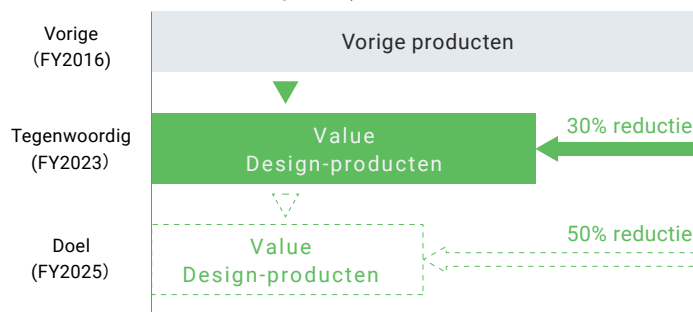 Vorige
(FY2016)
Vorige producten
Tegenwoordig
(FY2023)
Value
Design-producten
30% reductie
Doel
(FY2025)
Value
Design-producten
50% reductie